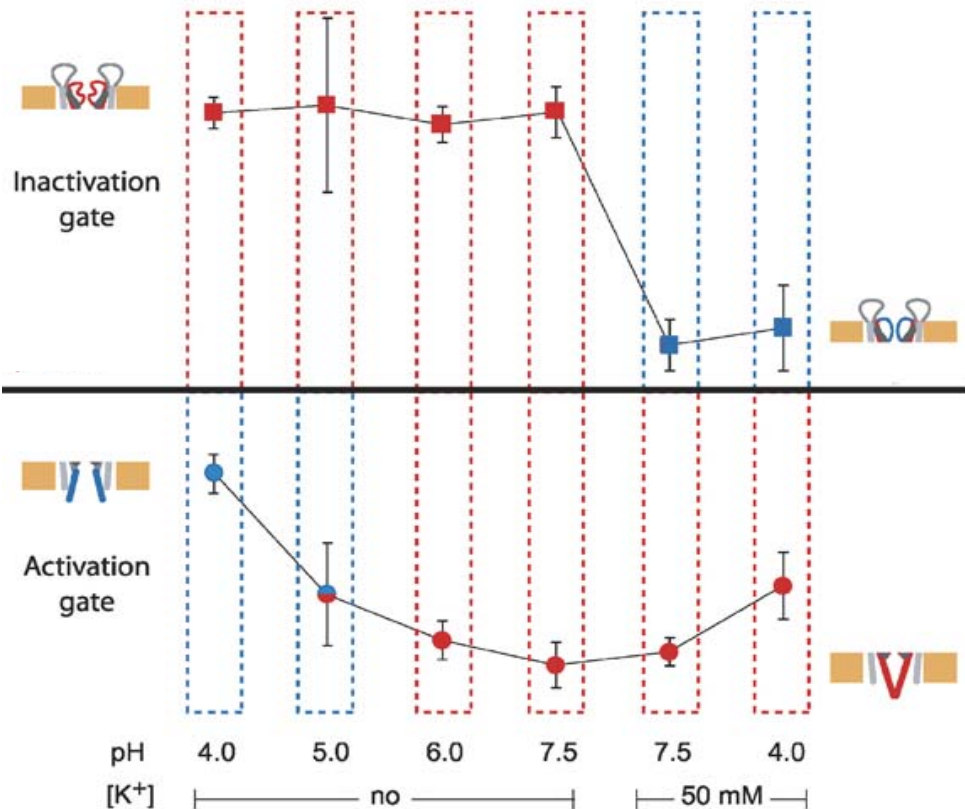 Inactivation
gate
Activation
gate
pH 4.0 5.0 6.0 7.5 7.5 4.0
[K⁺] no 50 mM